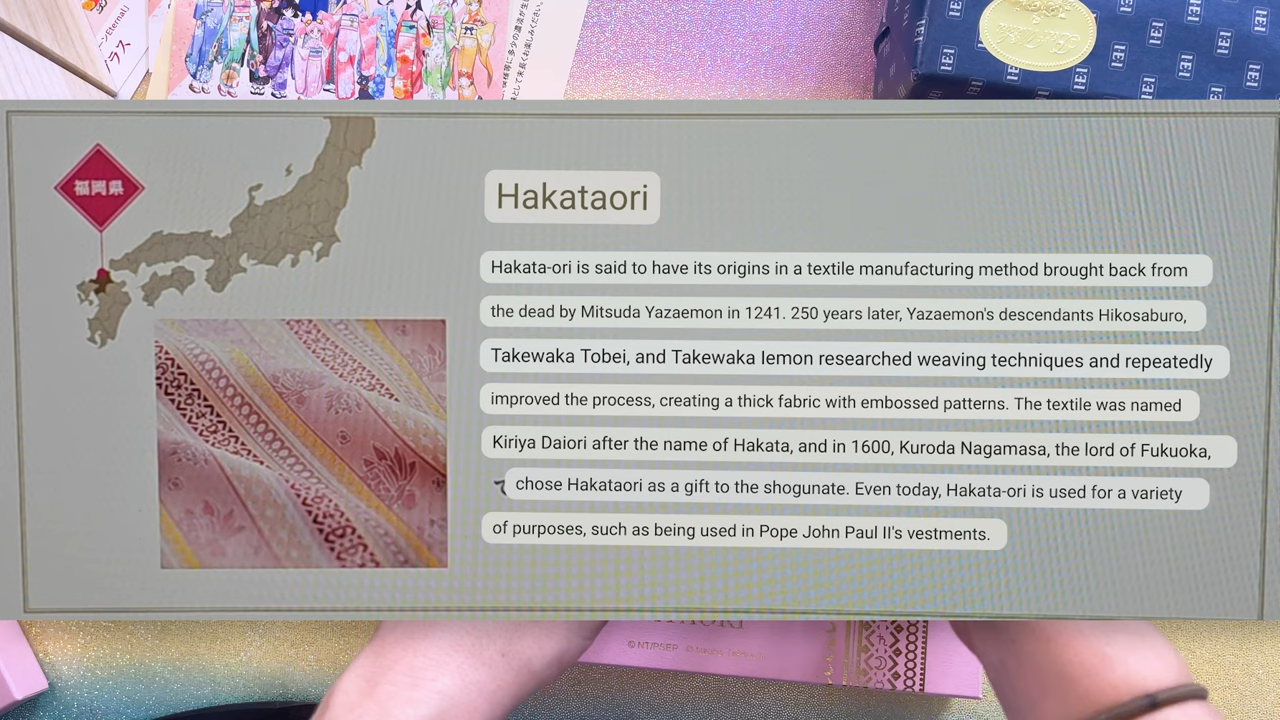 Eternal」
ラス
IEI
福岡県
Hakataori
Hakata-ori is said to have its origins in a textile manufacturing method brought back from
the dead by Mitsuda Yazaemon in 1241. 250 years later, Yazaemon's descendants Hikosaburo,
Takewaka Tobei, and Takewaka Iemon researched weaving techniques and repeatedly
improved the process, creating a thick fabric with embossed patterns. The textile was named
Kiriya Daiori after the name of Hakata, and in 1600, Kuroda Nagamasa, the lord of Fukuoka,
て chose Hakataori as a gift to the shogunate. Even today, Hakata-ori is used for a variety
of purposes, such as being used in Pope John Paul II's vestments.
© NT/PSEP